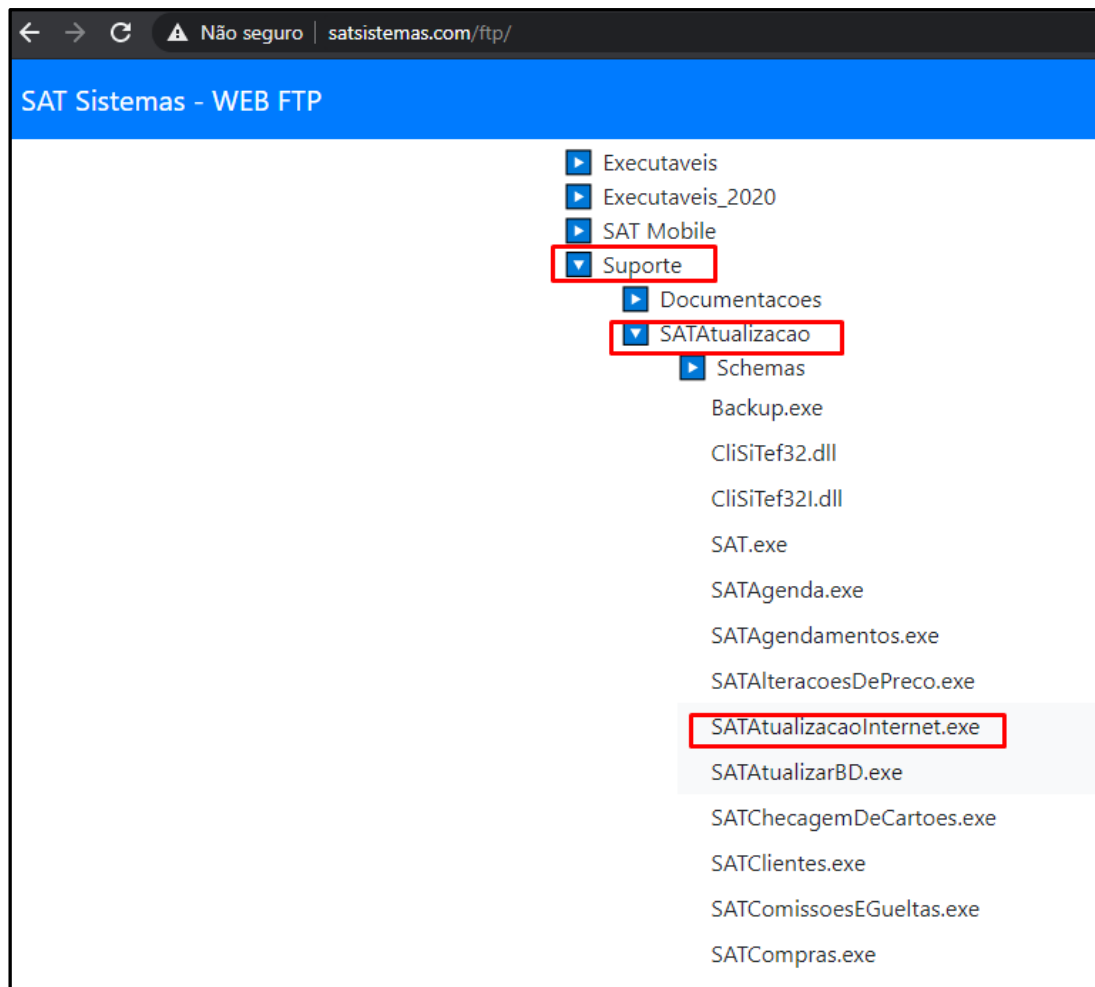 Não seguro | satsistemas.com/ftp/
SAT Sistemas - WEB FTP
Executaveis
Executaveis_2020
SAT Mobile
Suporte
Documentacoes
SATAtualizacao
Schemas
Backup.exe
CliSiTef32.dll
CliSiTef32I.dll
SAT.exe
SATAgenda.exe
SATAgendamentos.exe
SATAlteracoesDePreco.exe
SATAtualizacaoInternet.exe
SATAtualizarBD.exe
SATChecagemDeCartoes.exe
SATClientes.exe
SATComissoesEGueltas.exe
SATCompras.exe